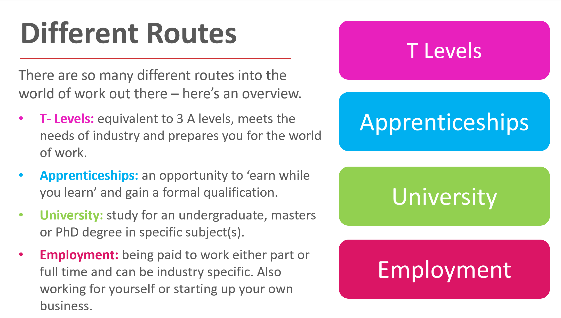 Different Routes
There are so many different routes into the
world of work out there – here's an overview.
• T- Levels: equivalent to 3 A levels, meets the
needs of industry and prepares you for the world
of work.
• Apprenticeships: an opportunity to 'earn while
you learn' and gain a formal qualification.
• University: study for an undergraduate, masters
or PhD degree in specific subject(s).
• Employment: being paid to work either part or
full time and can be industry specific. Also
working for yourself or starting up your own
business.
T Levels
Apprenticeships
University
Employment